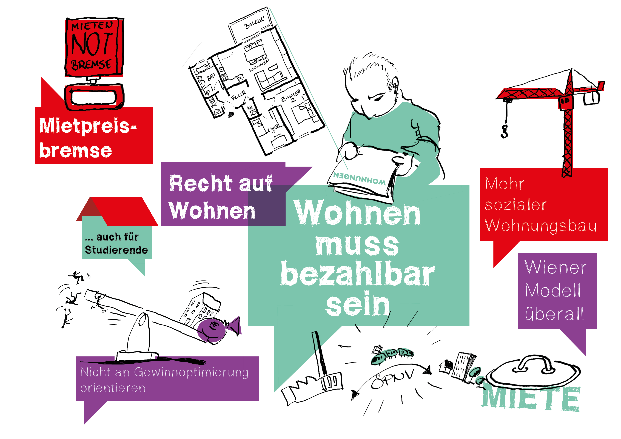 MIETEN
NOT
BREMSE
Mietpreis-
bremse
BALKON
WOHNUNGEN
Recht auf
Wohnen
... auch für
Studierende
Wohnen
muss
bezahlbar
sein
Mehr
sozialer
Wohnungsbau
Wiener
Modell
überall
Nicht an Gewinnoptimierung
orientieren
ÖPNV
MIETE